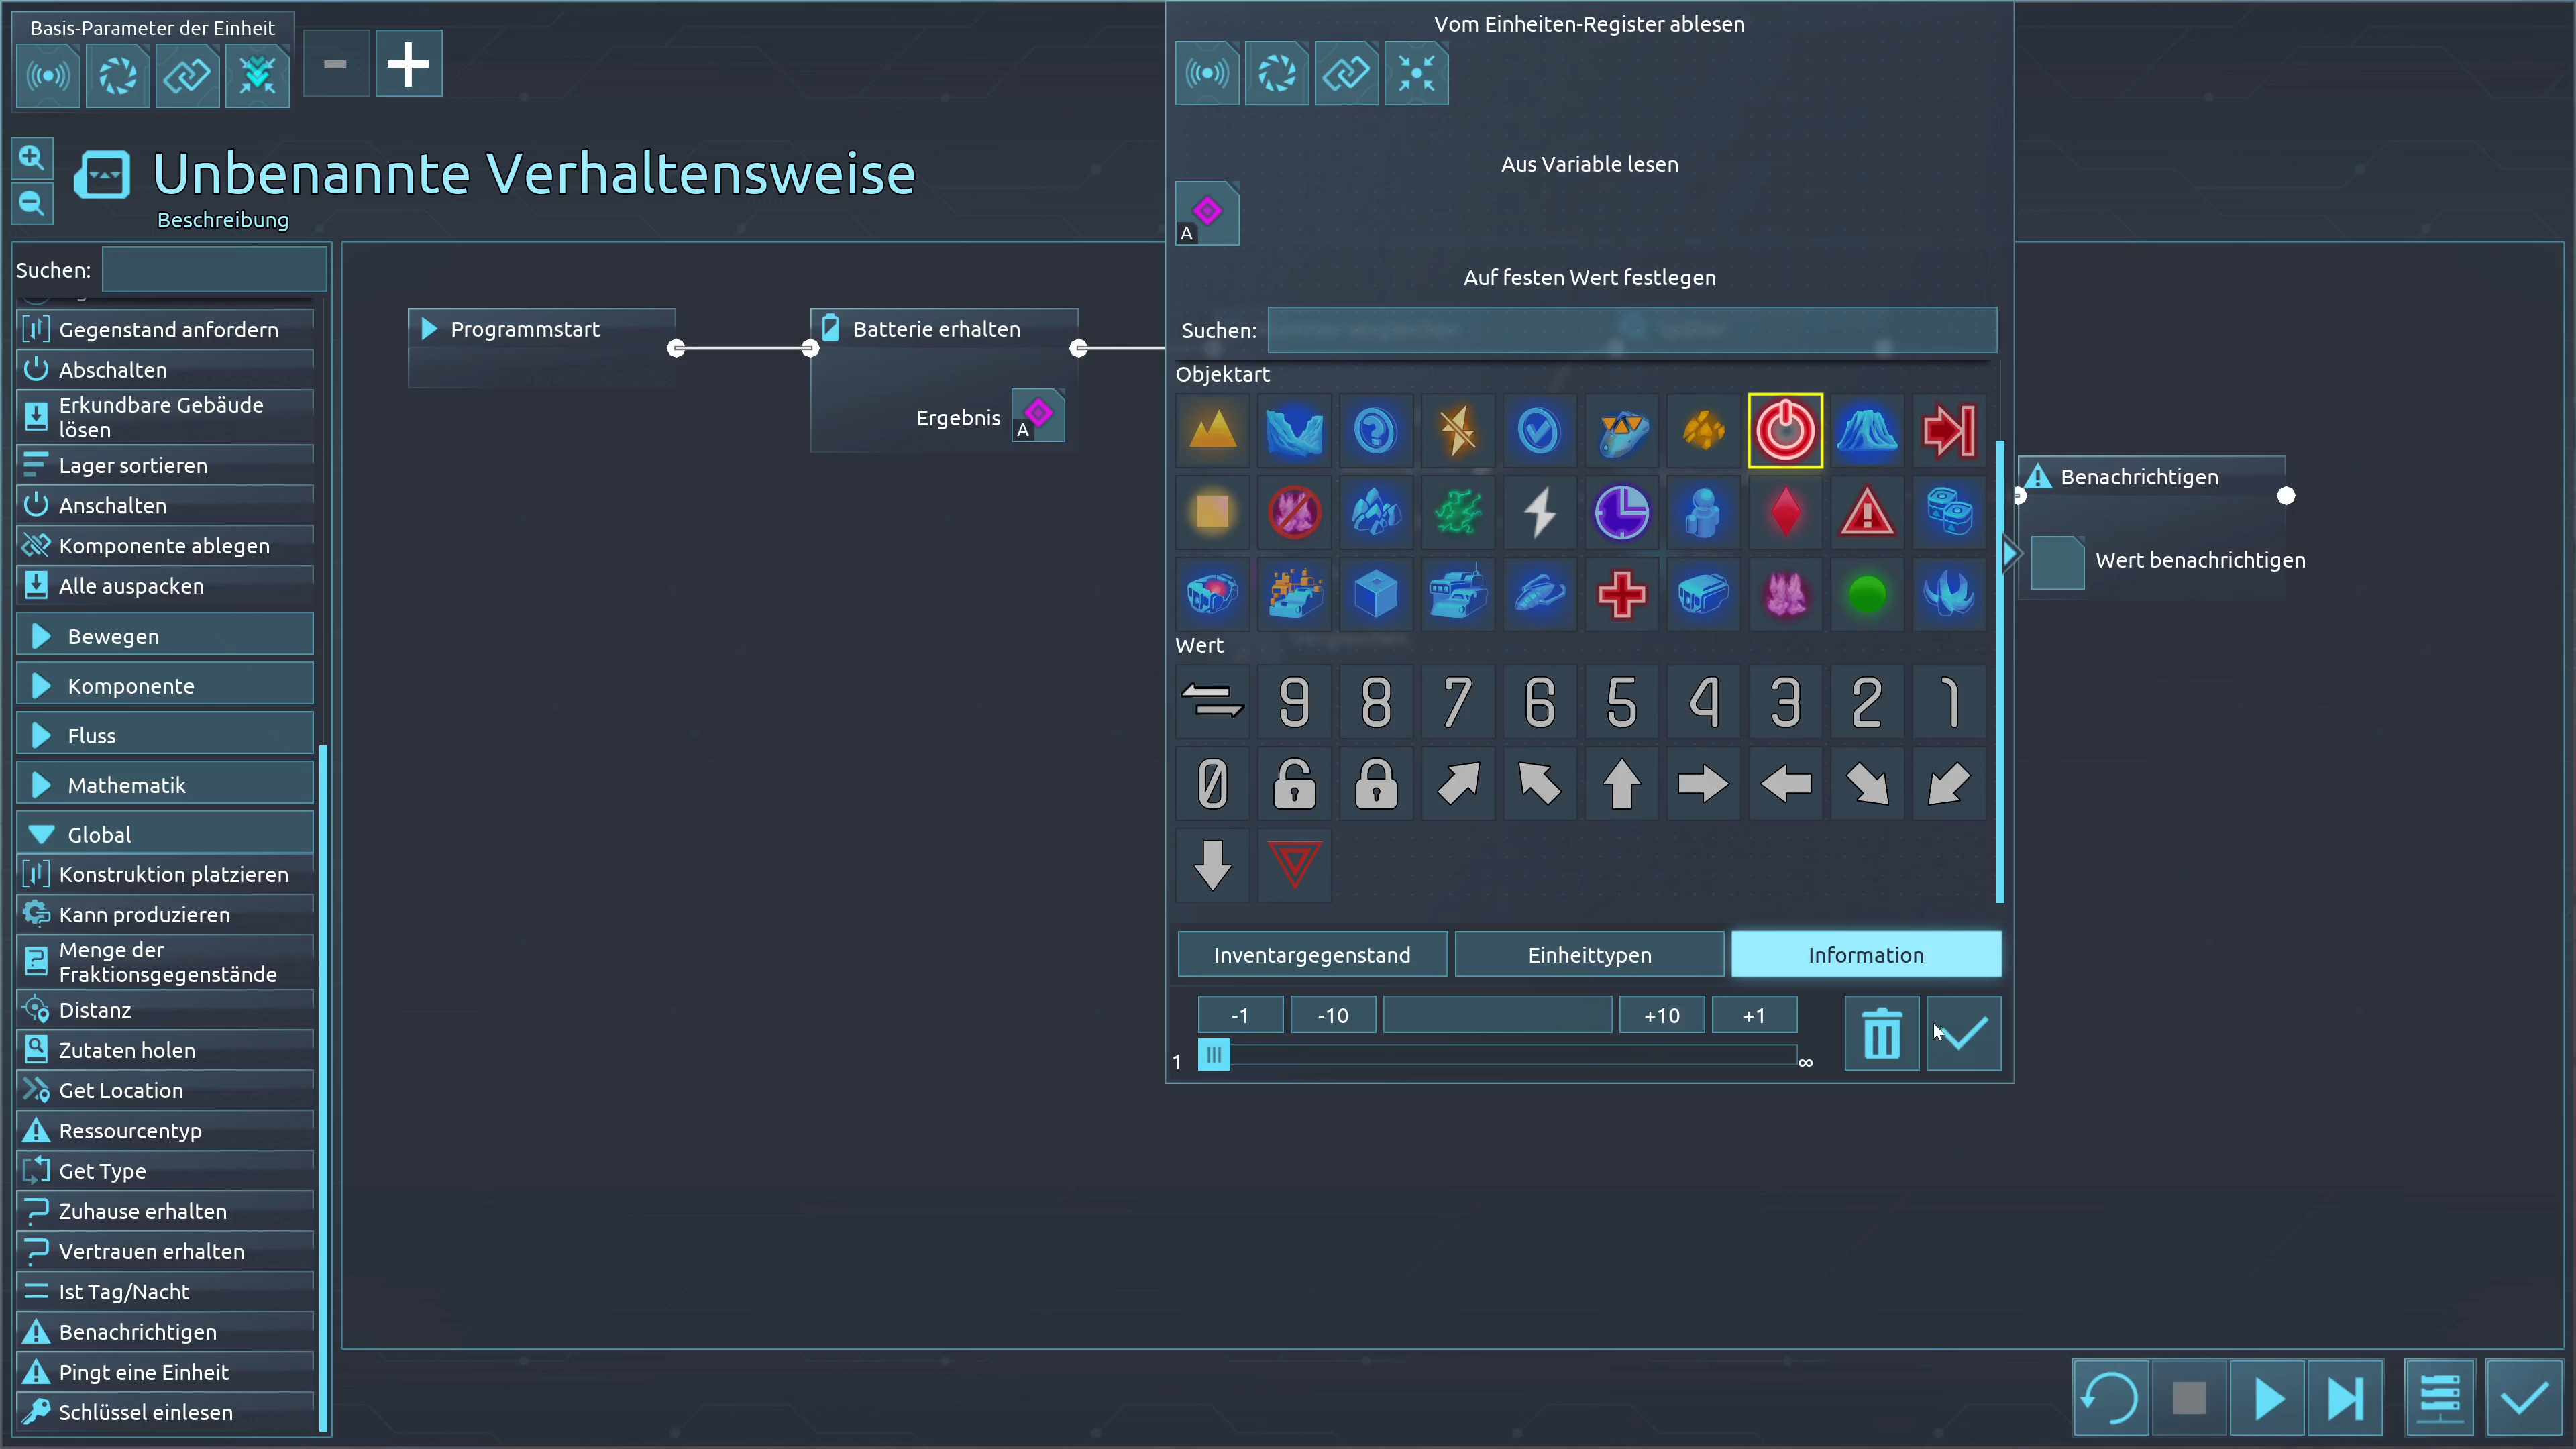 Basis-Parameter der Einheit
Unbenannte Verhaltensweise
Beschreibung
Suchen:
Gegenstand anfordern
Abschalten
Erkundbare Gebäude
lösen
Lager sortieren
Anschalten
Komponente ablegen
Alle auspacken
Bewegen
Komponente
Fluss
Mathematik
Global
Konstruktion platzieren
Kann produzieren
Menge der
Fraktionsgegenstände
Distanz
Zutaten holen
Get Location
Ressourcentyp
Get Type
Zuhause erhalten
Vertrauen erhalten
Ist Tag/Nacht
Benachrichtigen
Pingt eine Einheit
Schlüssel einlesen
Programmstart
Batterie erhalten
Ergebnis
A
Vom Einheiten-Register ablesen
Aus Variable lesen
A
Auf festen Wert festlegen
Suchen:
Objektart
Wert
9 8 7 6 5 4 3 2 1
0
Inventargegenstand Einheittypen Information
-1 -10 +10 +1
1 ∞
Benachrichtigen
Wert benachrichtigen